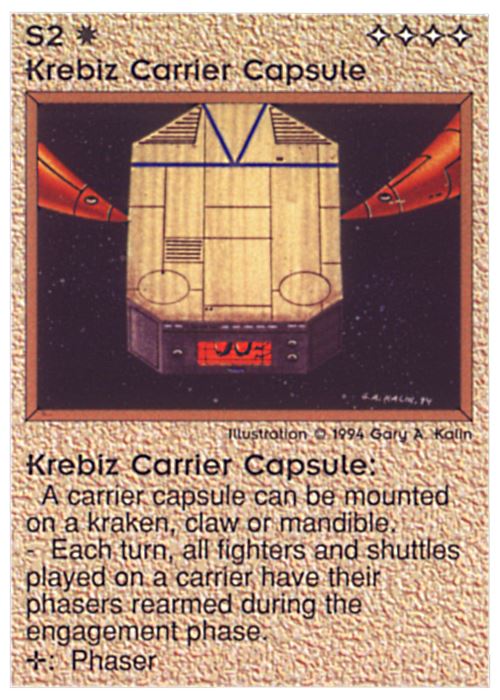 S2
Krebiz Carrier Capsule
G.A. KALIN, 94
Illustration © 1994 Gary A. Kalin
Krebiz Carrier Capsule:
A carrier capsule can be mounted
on a kraken, claw or mandible.
- Each turn, all fighters and shuttles
played on a carrier have their
phasers rearmed during the
engagement phase.
✛: Phaser